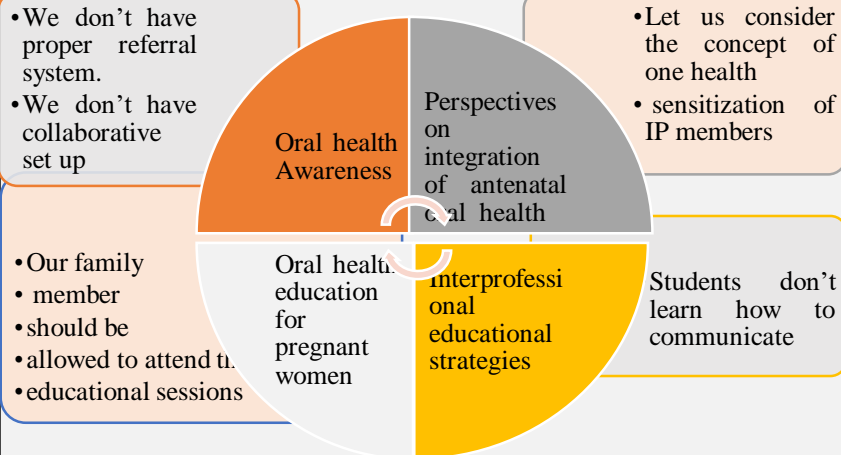 •We don’t have
proper referral
system.
•We don’t have
collaborative
set up
Oral health
Awareness
Perspectives
on
integration
of antenatal
oral health
•Let us consider
the concept of
one health
• sensitization of
IP members
•Our family
• member
•should be
•allowed to attend
•educational sessions
Oral health
education
for
pregnant
women
Interprofessi
onal
educational
strategies
Students don’t
learn how to
communicate